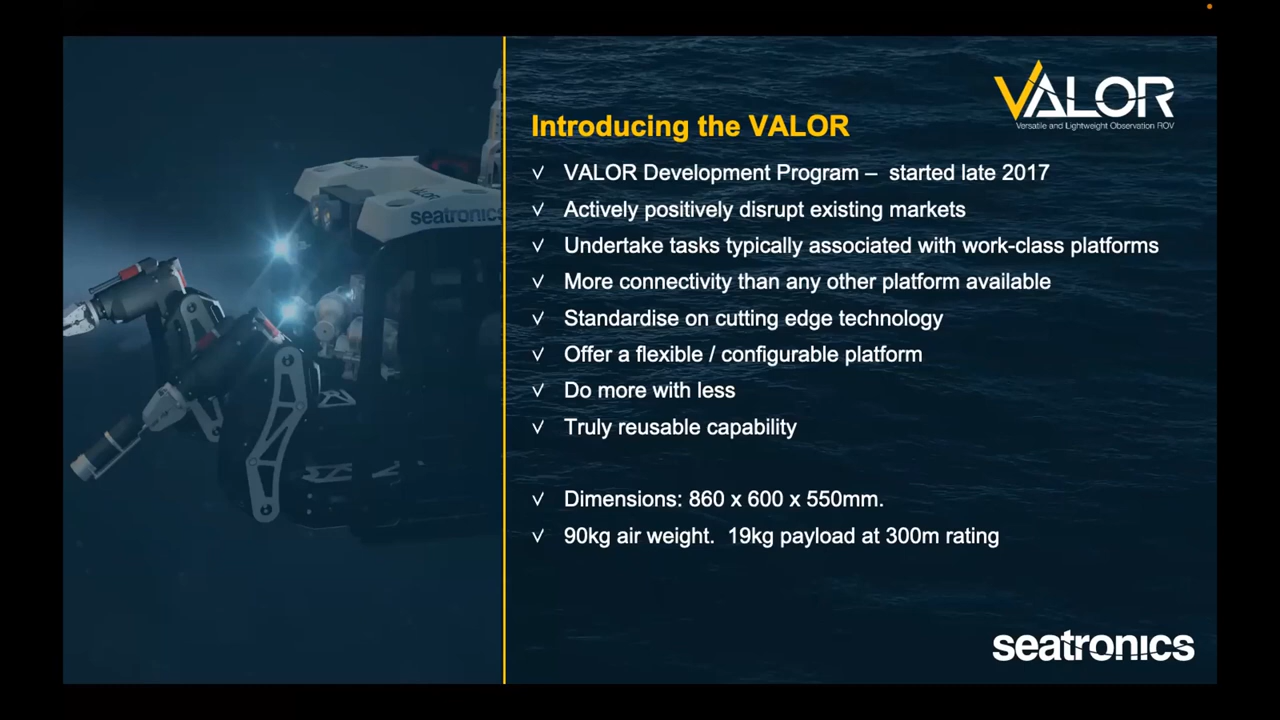 VALOR
Versatile and Lightweight Observation ROV
Introducing the VALOR
√ VALOR Development Program –  started late 2017
√ Actively positively disrupt existing markets
√ Undertake tasks typically associated with work-class platforms
√ More connectivity than any other platform available
√ Standardise on cutting edge technology
√ Offer a flexible / configurable platform
√ Do more with less
√ Truly reusable capability
√ Dimensions: 860 x 600 x 550mm.
√ 90kg air weight.  19kg payload at 300m rating
VALOR
seatronics
seatronics